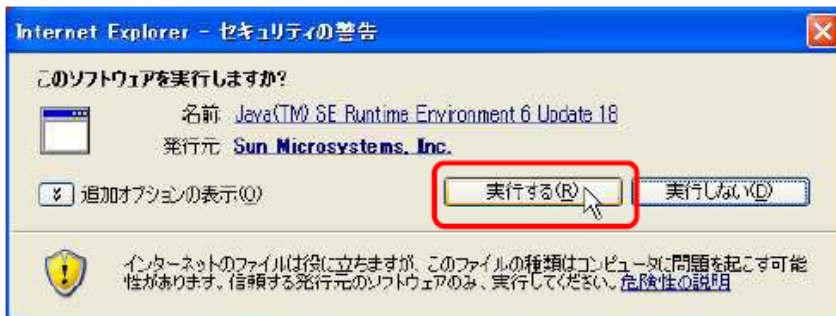 Internet Explorer - セキュリティの警告
このソフトウェアを実行しますか?
名前 Java(TM) SE Runtime Environment 6 Update 18
発行元 Sun Microsystems, Inc.
追加オプションの表示(O)
実行する(R)
実行しない(D)
インターネットのファイルは役に立ちますが、このファイルの種類はコンピュータに問題を起こす可能
性があります。信頼する発行元のソフトウェアのみ、実行してください。危険性の説明